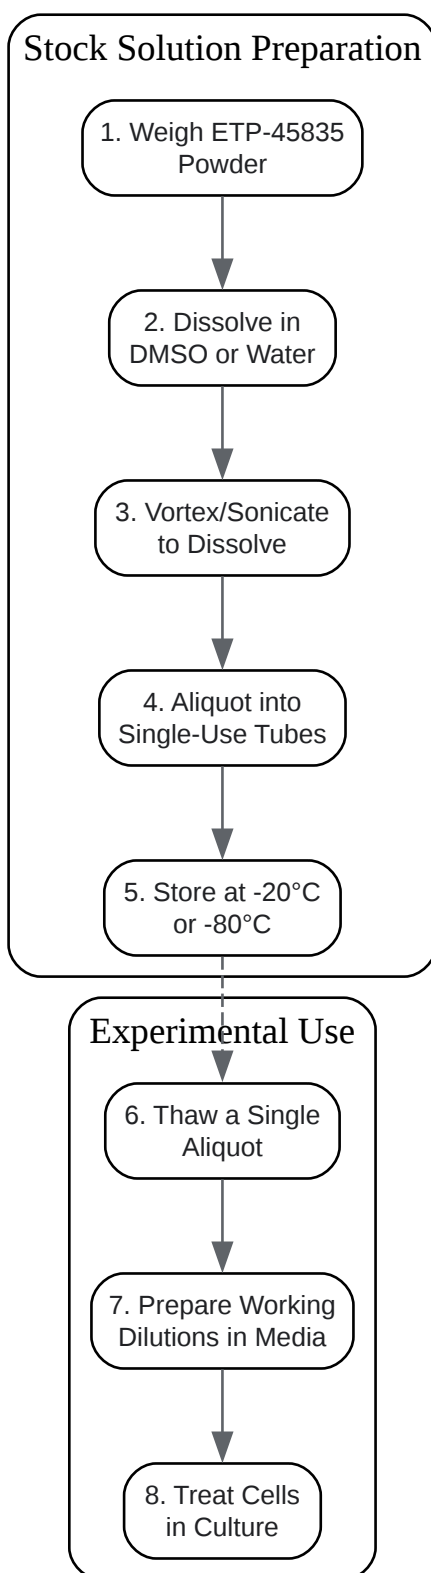 Stock Solution Preparation
1. Weigh ETP-45835
Powder
2. Dissolve in
DMSO or Water
3. Vortex/Sonicate
to Dissolve
4. Aliquot into
Single-Use Tubes
5. Store at -20°C
or -80°C
Experimental Use
6. Thaw a Single
Aliquot
7. Prepare Working
Dilutions in Media
8. Treat Cells
in Culture